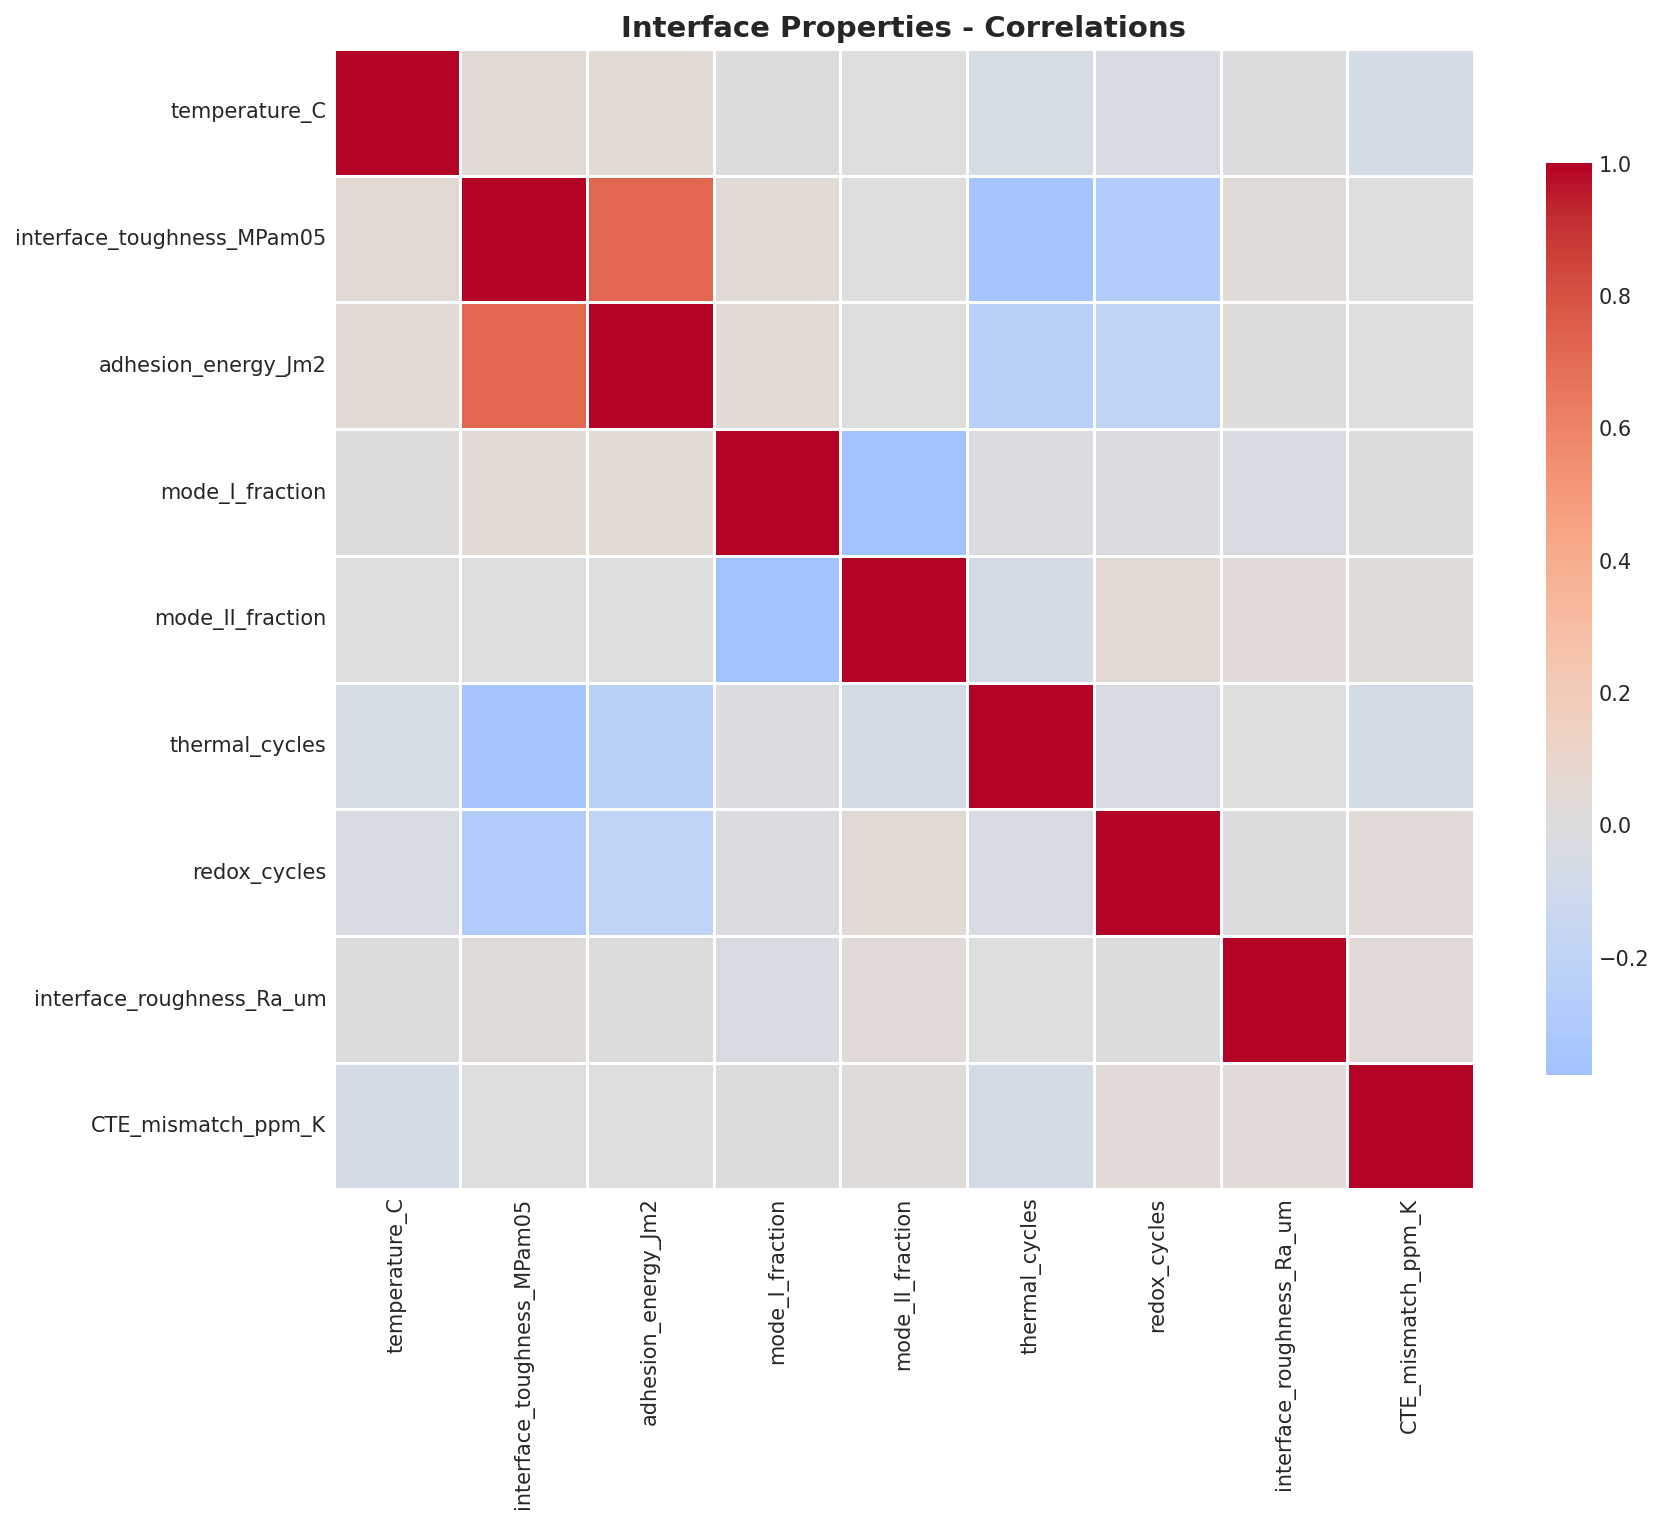 Interface Properties - Correlations
temperature_C
interface_toughness_MPam05
adhesion_energy_Jm2
mode_I_fraction
mode_II_fraction
thermal_cycles
redox_cycles
interface_roughness_Ra_um
CTE_mismatch_ppm_K
temperature_C
interface_toughness_MPam05
adhesion_energy_Jm2
mode_I_fraction
mode_II_fraction
thermal_cycles
redox_cycles
interface_roughness_Ra_um
CTE_mismatch_ppm_K
1.0
0.8
0.6
0.4
0.2
0.0
−0.2